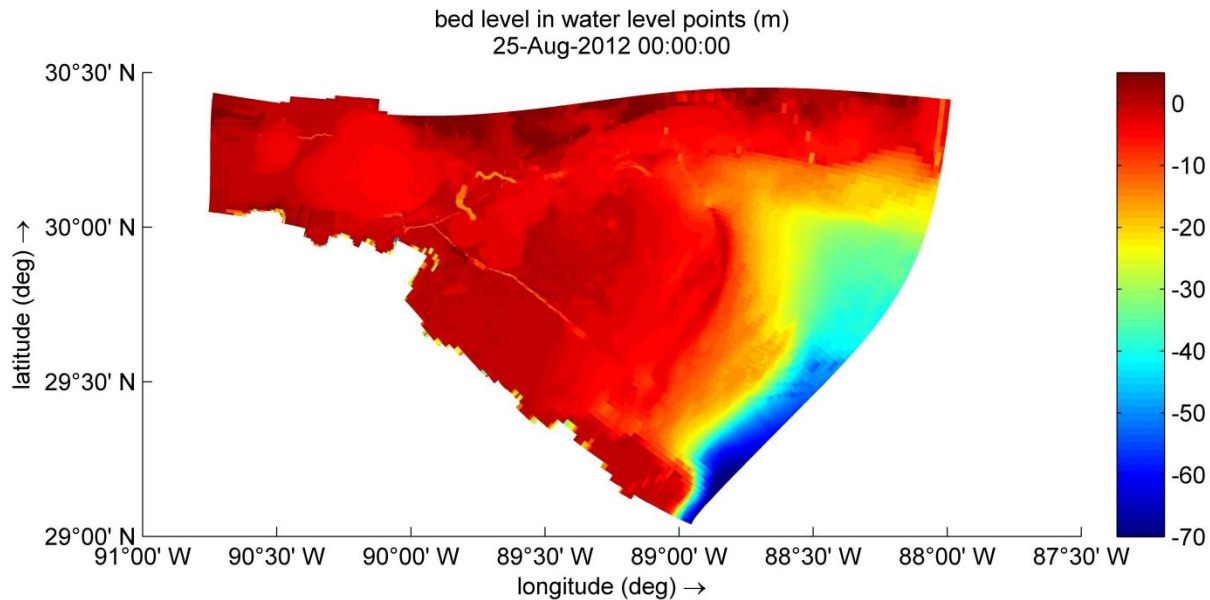 bed level in water level points (m)
25-Aug-2012 00:00:00
30°30' N
30°00' N
29°30' N
29°00' N
latitude (deg) →
91°00' W 90°30' W 90°00' W 89°30' W 89°00' W 88°30' W 88°00' W 87°30' W
longitude (deg) →
0
-10
-20
-30
-40
-50
-60
-70